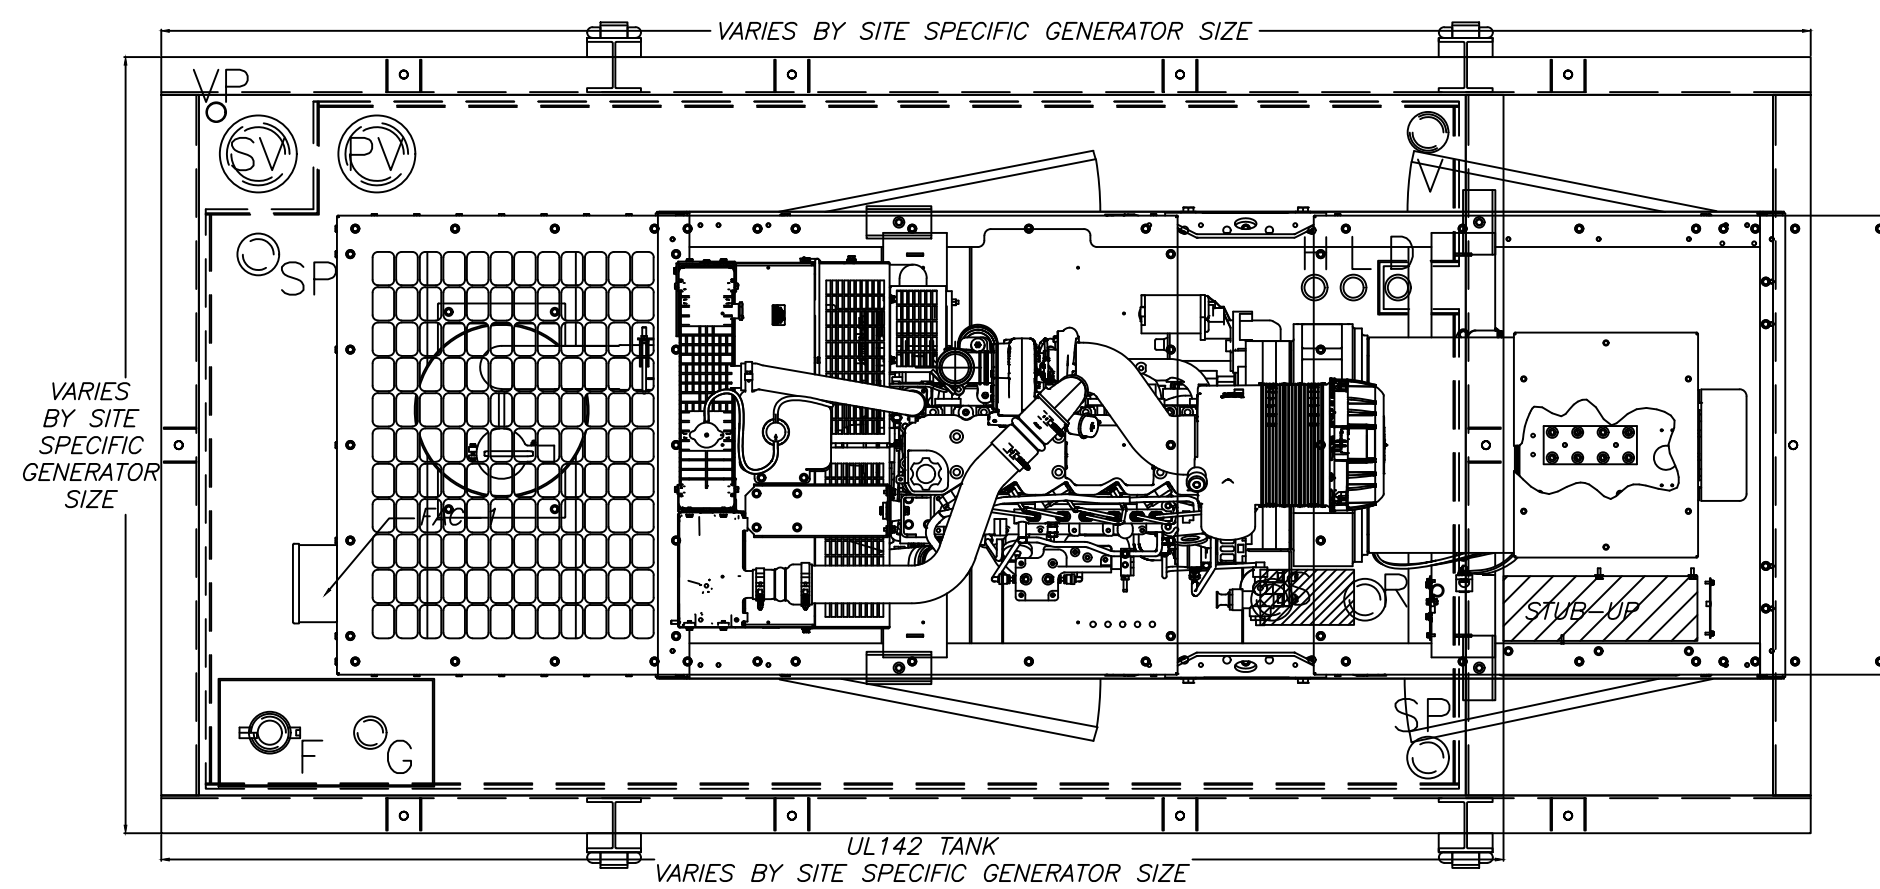 VARIES BY SITE SPECIFIC GENERATOR SIZE
VP
SV
PV
V
SP
H L D
VARIES
BY SITE
SPECIFIC
GENERATOR
SIZE
R
STUB-UP
SP
F
G
UL142 TANK
VARIES BY SITE SPECIFIC GENERATOR SIZE